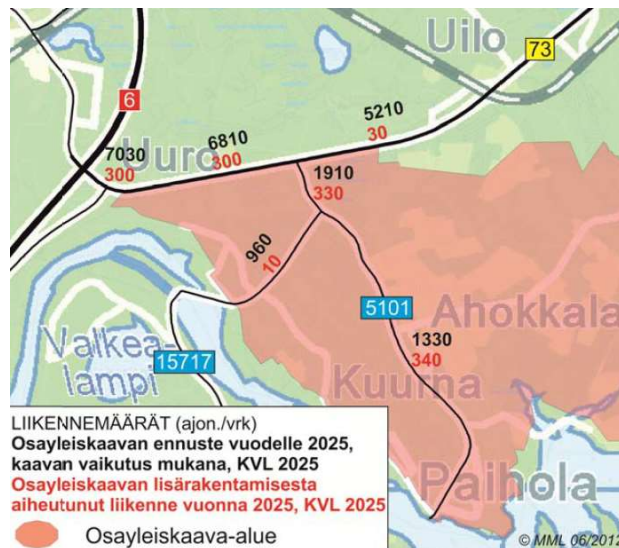 Uilo
73
6
5210
30
6810
300
7030
300
Uuro
1910
330
960
10
5101
Ahokkala
1330
340
Valkea-
lampi
15717
Kuurna
Paihola
LIIKENNEMÄÄRÄT (ajon./vrk)
Osayleiskaavan ennuste vuodelle 2025,
kaavan vaikutus mukana, KVL 2025
Osayleiskaavan lisärakentamisesta
aiheutunut liikenne vuonna 2025, KVL 2025
Osayleiskaava-alue
© MML 06/2012